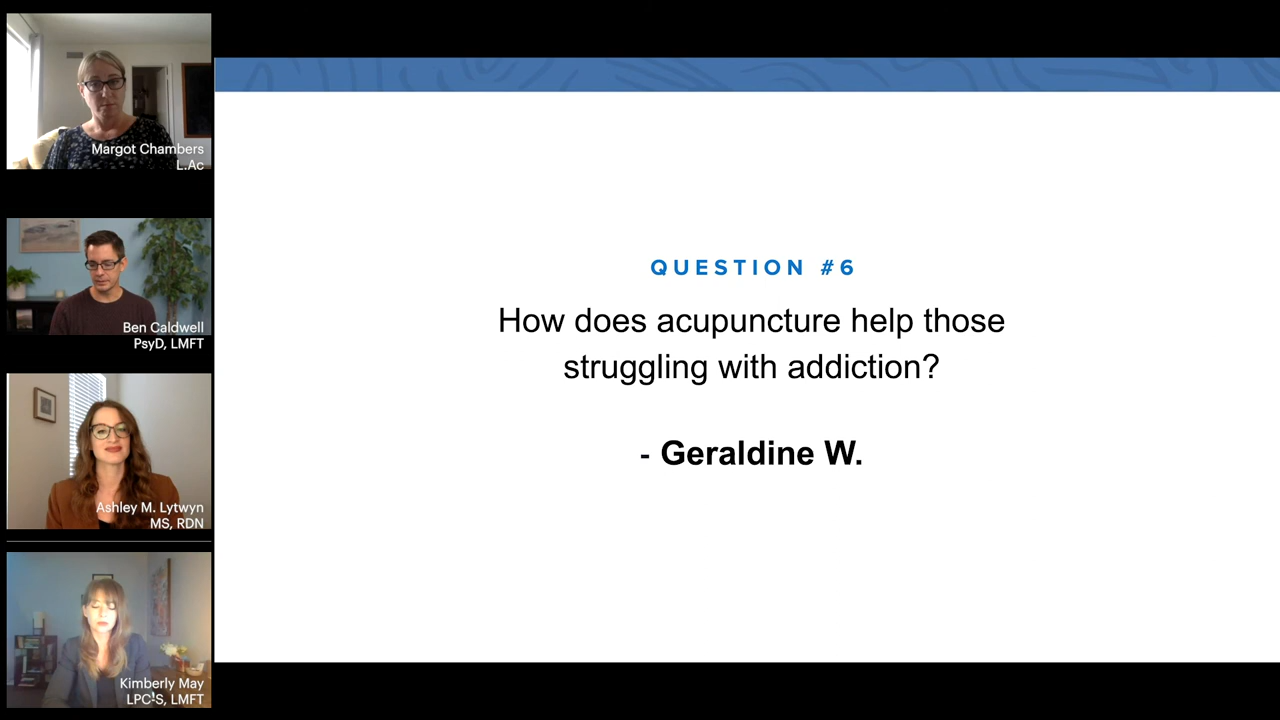 Margot Chambers
L.Ac
Ben Caldwell
PsyD, LMFT
Ashley M. Lytwyn
MS, RDN
Kimberly May
LPC-S, LMFT
QUESTION #6
How does acupuncture help those
struggling with addiction?
- Geraldine W.